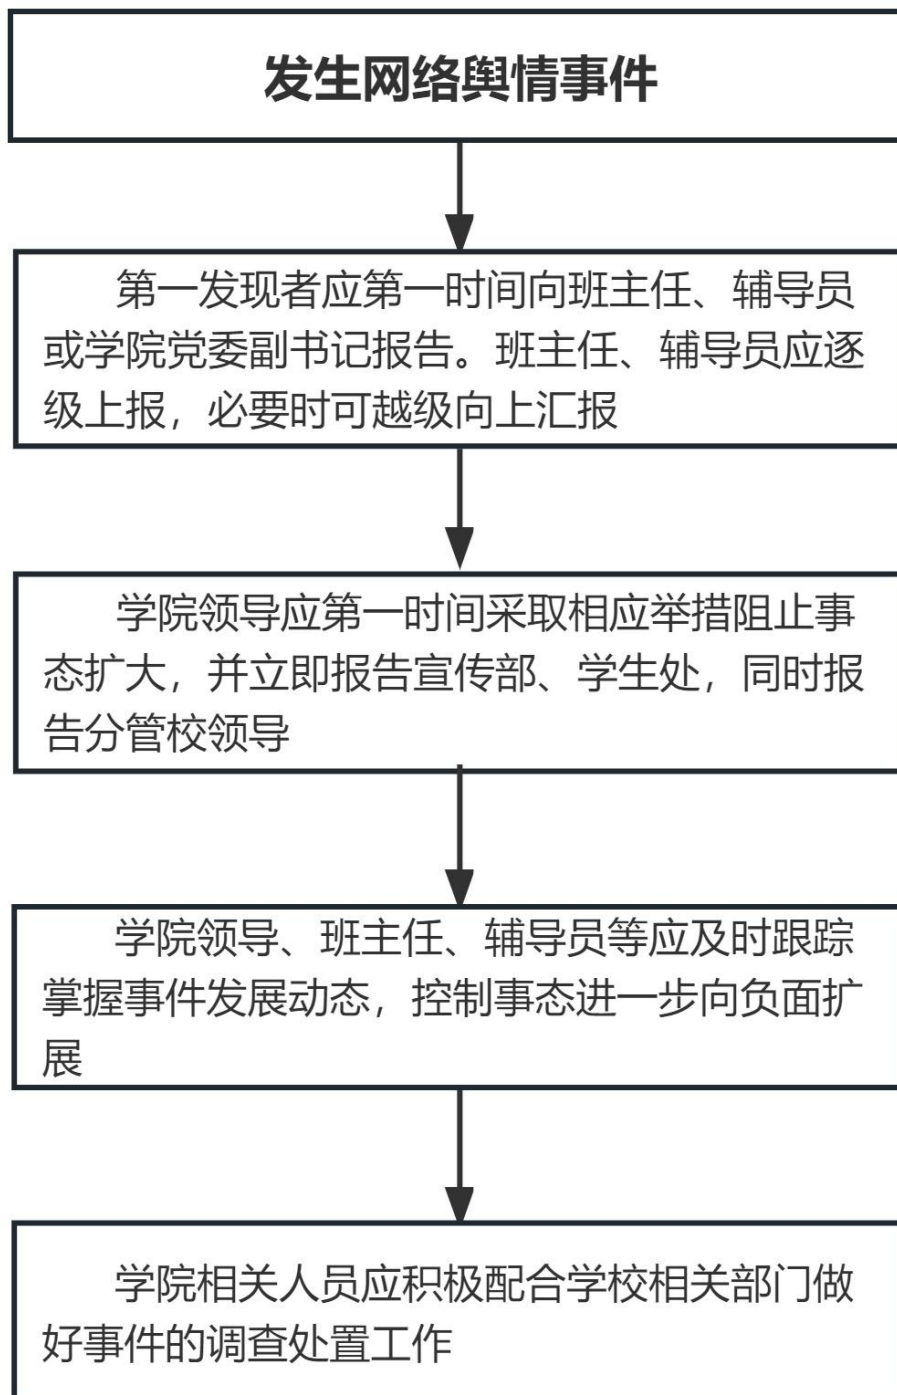 发生网络舆情事件
第一发现者应第一时间向班主任、辅导员
或学院党委副书记报告。班主任、辅导员应逐
级上报，必要时可越级向上汇报
学院领导应第一时间采取相应举措阻止事
态扩大，并立即报告宣传部、学生处，同时报
告分管校领导
学院领导、班主任、辅导员等应及时跟踪
掌握事件发展动态，控制事态进一步向负面扩
展
学院相关人员应积极配合学校相关部门做
好事件的调查处置工作